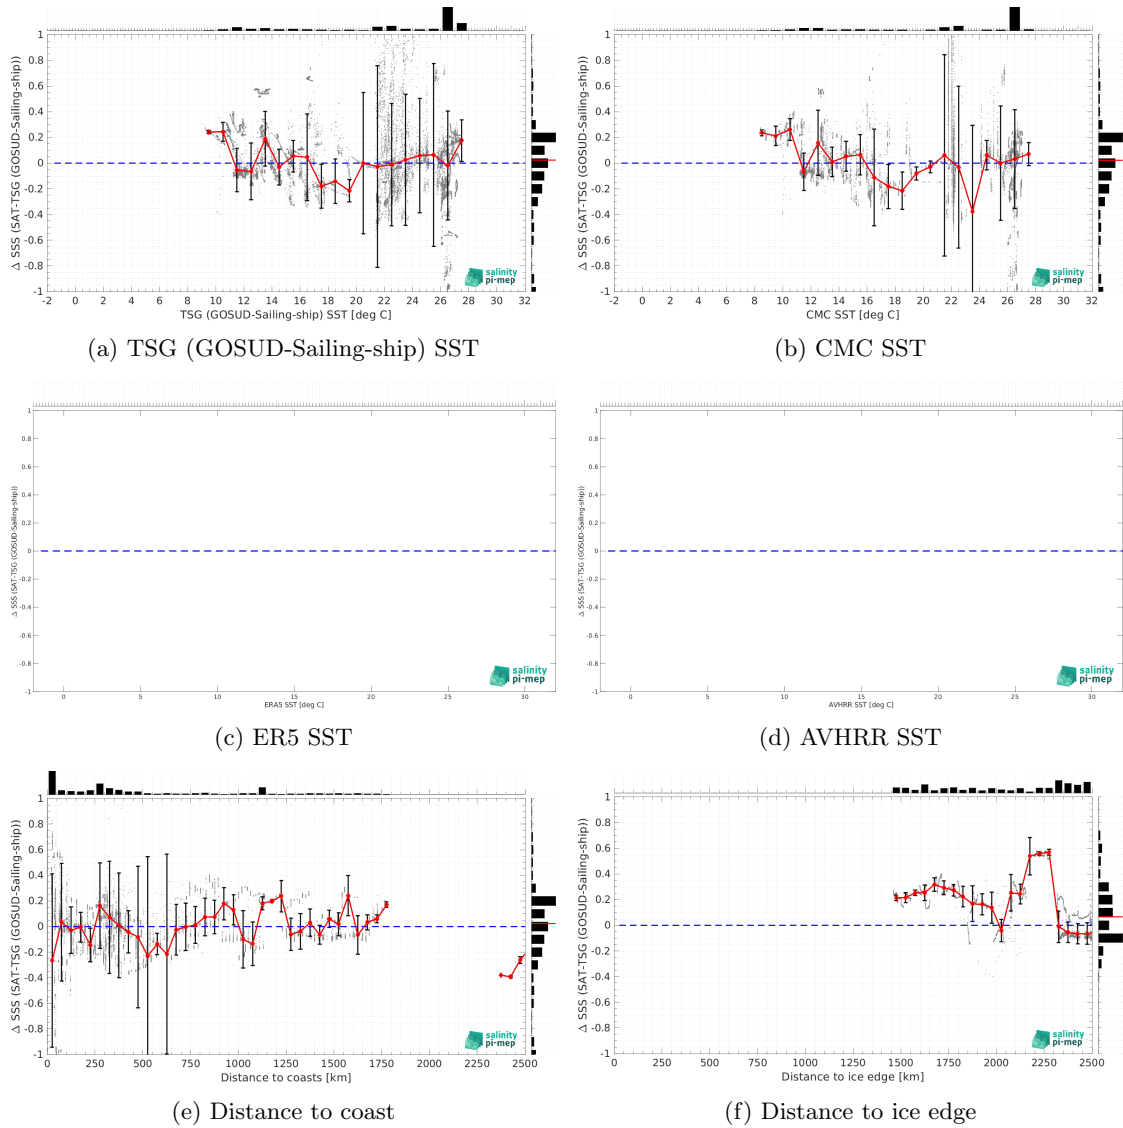 1
0.8
0.6
0.4
0.2
0
-0.2
-0.4
-0.6
-0.8
-1
Δ SSS (SAT-TSG (GOSUD-Sailing-ship))
salinity
pi-mep
-2 0 2 4 6 8 10 12 14 16 18 20 22 24 26 28 30 32
TSG (GOSUD-Sailing-ship) SST [deg C]
(a) TSG (GOSUD-Sailing-ship) SST
1
0.8
0.6
0.4
0.2
0
-0.2
-0.4
-0.6
-0.8
-1
Δ SSS (SAT-TSG (GOSUD-Sailing-ship))
salinity
pi-mep
-2 0 2 4 6 8 10 12 14 16 18 20 22 24 26 28 30 32
CMC SST [deg C]
(b) CMC SST
1
0.8
0.6
0.4
0.2
0
-0.2
-0.4
-0.6
-0.8
-1
Δ SSS (SAT-TSG (GOSUD-Sailing-ship))
salinity
pi-mep
0 5 10 15 20 25 30
ERA5 SST [deg C]
(c) ER5 SST
1
0.8
0.6
0.4
0.2
0
-0.2
-0.4
-0.6
-0.8
-1
Δ SSS (SAT-TSG (GOSUD-Sailing-ship))
salinity
pi-mep
0 5 10 15 20 25 30
AVHRR SST [deg C]
(d) AVHRR SST
1
0.8
0.6
0.4
0.2
0
-0.2
-0.4
-0.6
-0.8
-1
Δ SSS (SAT-TSG (GOSUD-Sailing-ship))
salinity
pi-mep
0 250 500 750 1000 1250 1500 1750 2000 2250 2500
Distance to coasts [km]
(e) Distance to coast
1
0.8
0.6
0.4
0.2
0
-0.2
-0.4
-0.6
-0.8
-1
Δ SSS (SAT-TSG (GOSUD-Sailing-ship))
salinity
pi-mep
0 250 500 750 1000 1250 1500 1750 2000 2250 2500
Distance to ice edge [km]
(f) Distance to ice edge